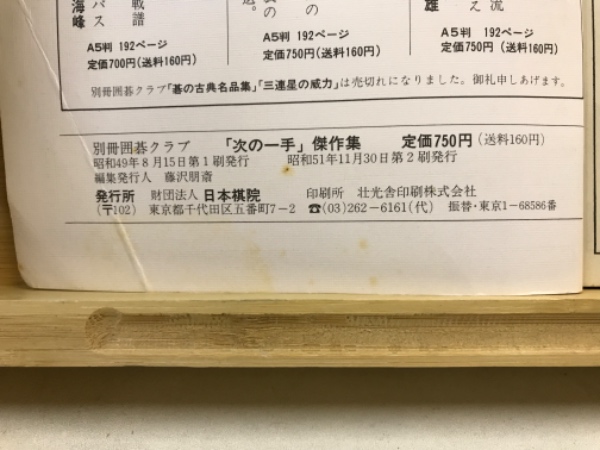 流
え
雄
の
の
戦譜
パス
海峰
A5判 192ページ
定価750円(送料160円)
A5判 192ページ
定価750円(送料160円)
A5判 192ページ
定価700円(送料160円)
別冊囲碁クラブ「碁の古典名品集」「三連星の威力」は売切れになりました。御礼申しあげます。
別冊囲碁クラブ 「次の一手」傑作集 定価750円(送料160円)
昭和49年8月15日第1刷発行 昭和51年11月30日第2刷発行
編集発行人 藤沢朋斎
発行所 財団法人 日本棋院 印刷所 壮光舎印刷株式会社
(〒102) 東京都千代田区五番町7-2 ☎(03)262-6161(代) 振替・東京1-68586番